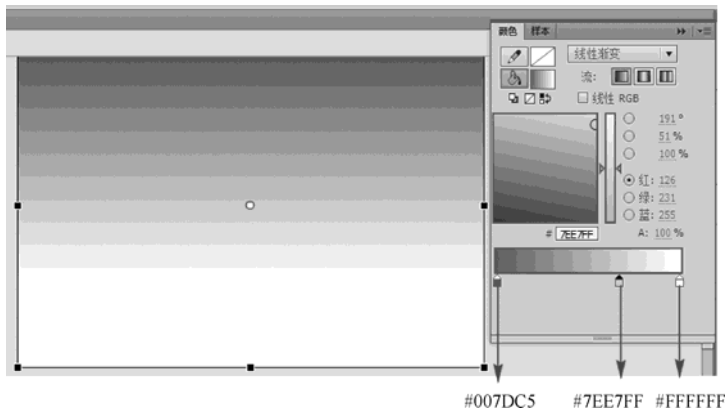 颜色 样本
线性渐变
流:
线性 RGB
191 °
51 %
100 %
红: 126
绿: 231
蓝: 255
# 7EE7FF A: 100 %
#007DC5 #7EE7FF #FFFFFF